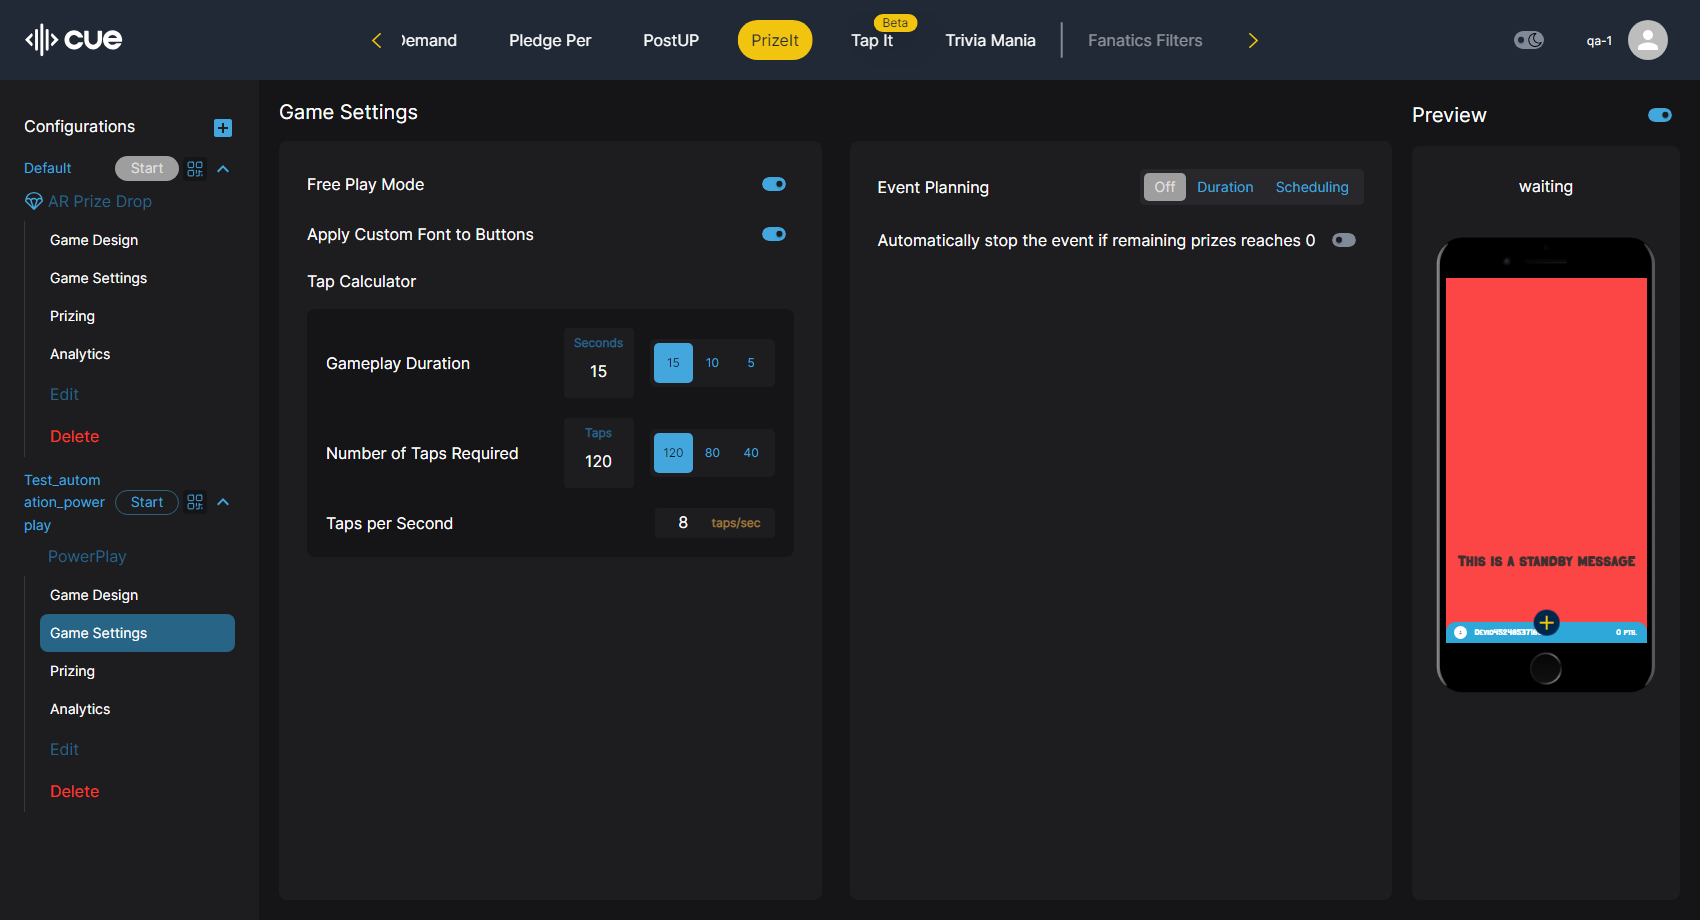 cue
Demand
Pledge Per
PostUP
PrizeIt
Beta
Tap It
Trivia Mania
Fanatics Filters
qa-1
Configurations
Default
Start
AR Prize Drop
Game Design
Game Settings
Prizing
Analytics
Edit
Delete
Test_autom
ation_power
play
Start
PowerPlay
Game Design
Game Settings
Prizing
Analytics
Edit
Delete
Game Settings
Free Play Mode
Apply Custom Font to Buttons
Tap Calculator
Gameplay Duration
Seconds
15
15 10 5
Number of Taps Required
Taps
120
120 80 40
Taps per Second
8 taps/sec
Event Planning
Off Duration Scheduling
Automatically stop the event if remaining prizes reaches 0
Preview
waiting
This is a standby message
0 pts.